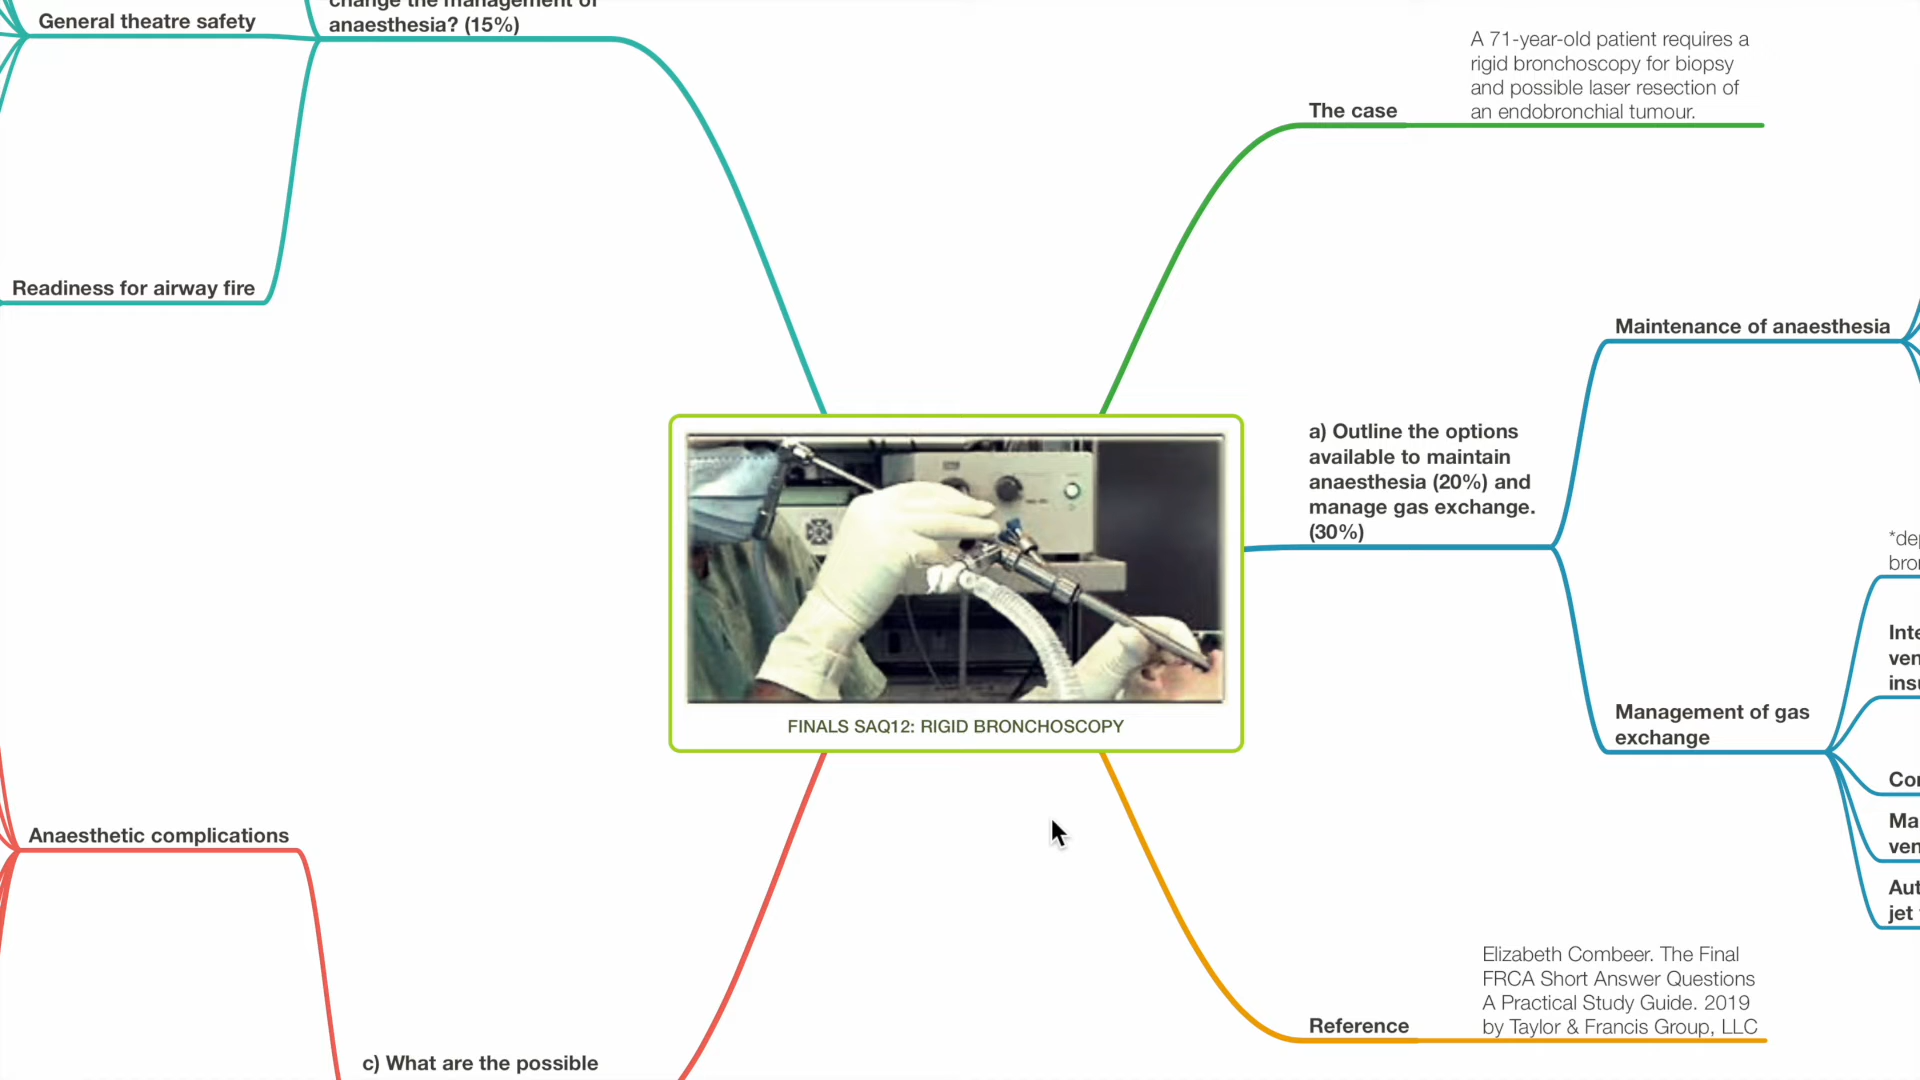 General theatre safety
change the management of
anaesthesia? (15%)
Readiness for airway fire
A 71-year-old patient requires a
rigid bronchoscopy for biopsy
and possible laser resection of
an endobronchial tumour.
The case
Maintenance of anaesthesia
a) Outline the options
available to maintain
anaesthesia (20%) and
manage gas exchange.
(30%)
Management of gas
exchange
FINALS SAQ12: RIGID BRONCHOSCOPY
Anaesthetic complications
c) What are the possible
Elizabeth Combeer. The Final
FRCA Short Answer Questions
A Practical Study Guide. 2019
by Taylor & Francis Group, LLC
Reference